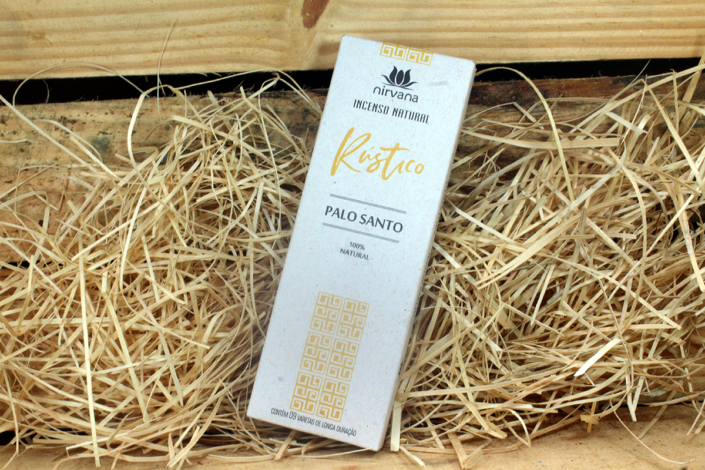 nirvana
INCENSO NATURAL
Rústico
PALO SANTO
100%
NATURAL
CONTÉM 09 VARETAS DE LONGA DURAÇÃO